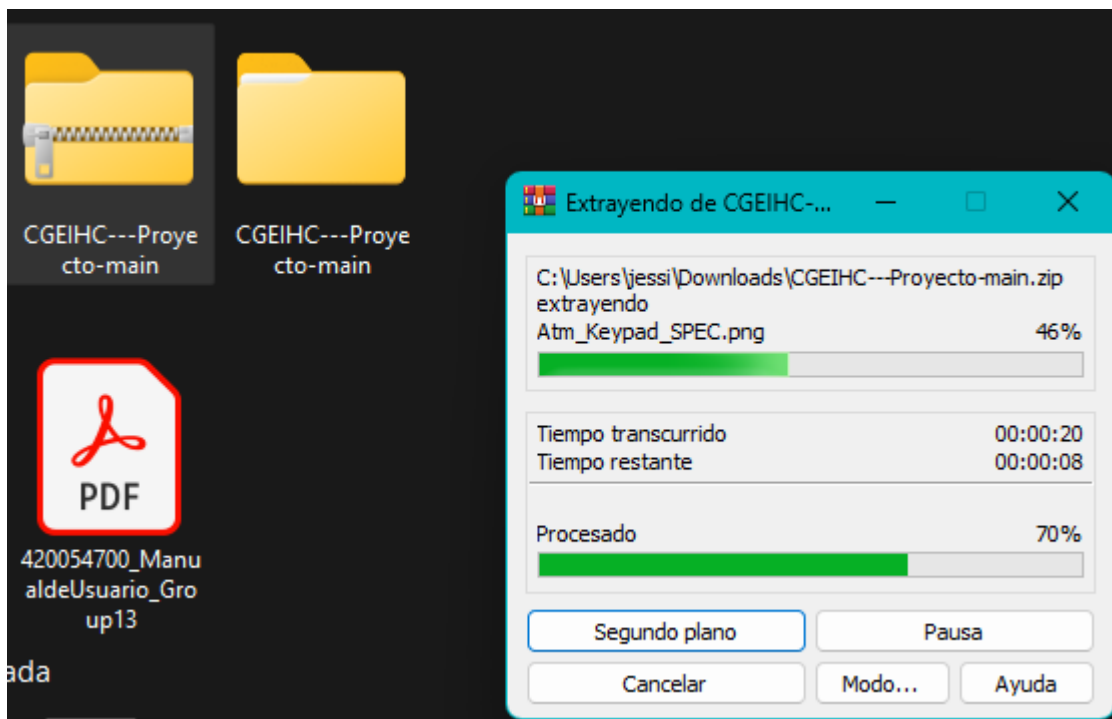 CGEIHC---Proye
cto-main
CGEIHC---Proye
cto-main
PDF
420054700_Manu
aldeUsuario_Gro
up13
ada
Extrayendo de CGEIHC-...
C:\Users\jessi\Downloads\CGEIHC---Proyecto-main.zip
extrayendo
Atm_Keypad_SPEC.png 46%
Tiempo transcurrido 00:00:20
Tiempo restante 00:00:08
Procesado 70%
Segundo plano Pausa
Cancelar Modo... Ayuda